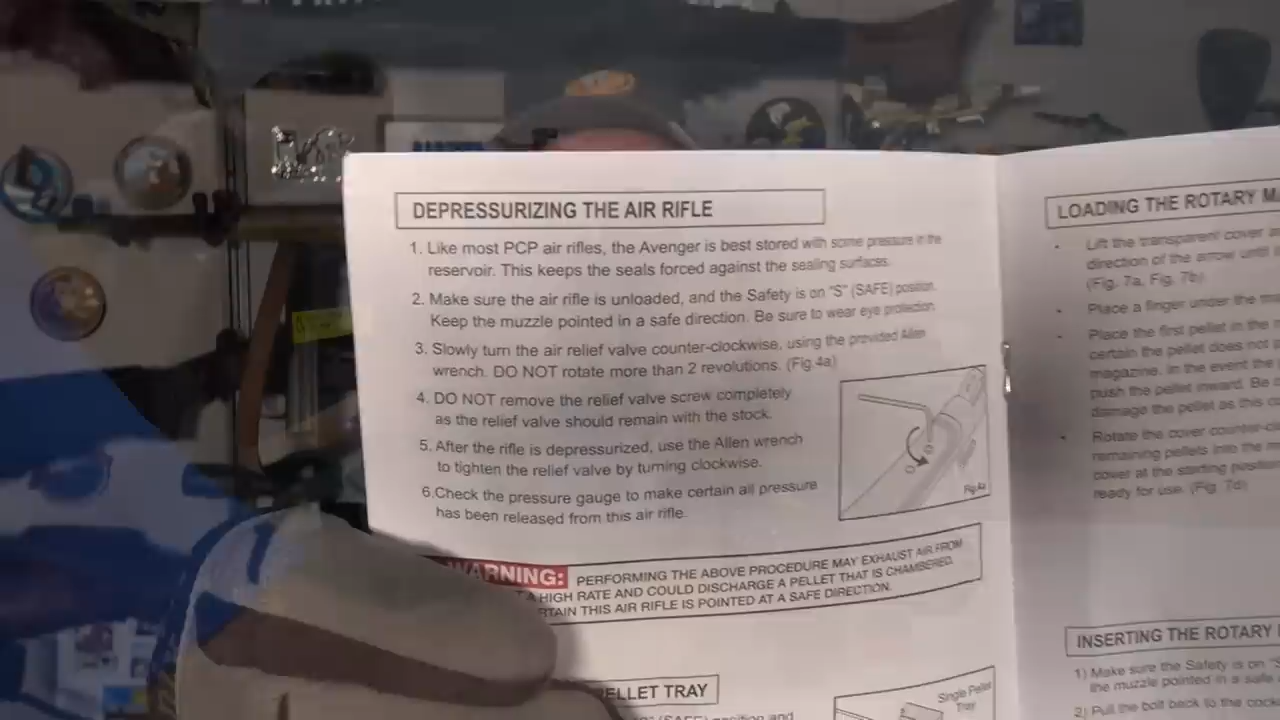 DEPRESSURIZING THE AIR RIFLE
1. Like most PCP air rifles, the Avenger is best stored with some pressure in the
reservoir. This keeps the seals forced against the sealing surfaces.
2. Make sure the air rifle is unloaded, and the Safety is on "S" (SAFE) position.
Keep the muzzle pointed in a safe direction. Be sure to wear eye protection.
3. Slowly turn the air relief valve counter-clockwise, using the provided Allen
wrench. DO NOT rotate more than 2 revolutions. (Fig.4a)
4. DO NOT remove the relief valve screw completely
as the relief valve should remain with the stock.
5. After the rifle is depressurized, use the Allen wrench
to tighten the relief valve by turning clockwise.
6.Check the pressure gauge to make certain all pressure
has been released from this air rifle.
Fig.4a
WARNING: PERFORMING THE ABOVE PROCEDURE MAY EXHAUST AIR FROM
A HIGH RATE AND COULD DISCHARGE A PELLET THAT IS CHAMBERED.
THIS AIR RIFLE IS POINTED AT A SAFE DIRECTION.
PELLET TRAY
(SAFE) position and
Single Pellet
Tray
LOADING THE ROTARY
Lift the transparent cover
direction of the arrow until
(Fig. 7a, Fig. 7b)
Place a finger under the
Place the first pellet in the
certain the pellet does not
magazine. In the event the
push the pellet inward. Be
damage the pellet as this
Rotate the cover
remaining pellets into the
cover at the starting
ready for use. (Fig. 7d)
INSERTING THE ROTARY
1) Make sure the Safety is on
the muzzle pointed in a safe
2) Pull the bolt back to the